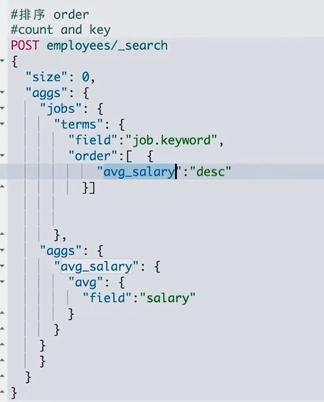 #排序 order
#count and key
POST employees/_search
{
  "size": 0,
  "aggs": {
    "jobs": {
      "terms": {
        "field":"job.keyword",
        "order":[  {
            "avg_salary":"desc"
          }]
      },
      "aggs": {
        "avg_salary": {
          "avg": {
            "field":"salary"
          }
        }
      }
    }
  }
}